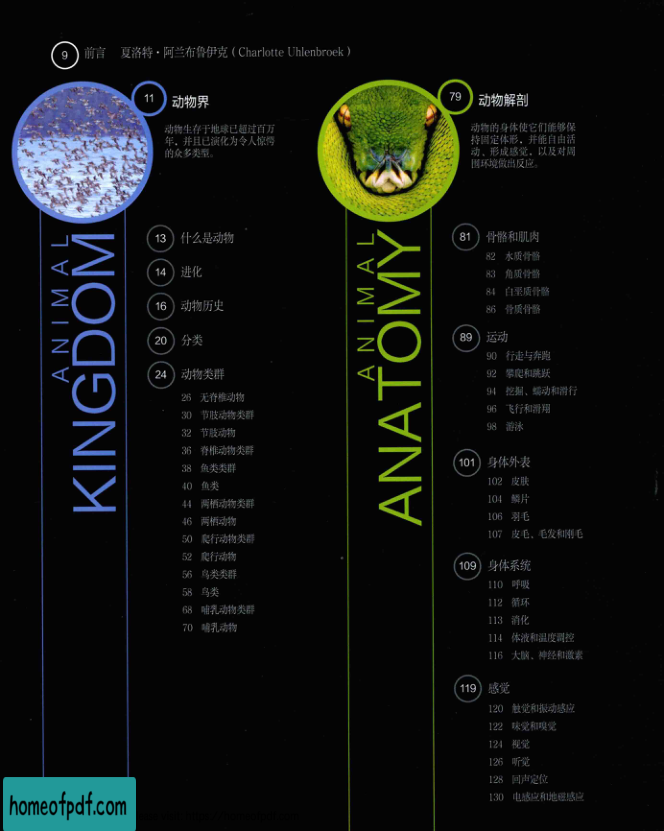 9 前言 夏洛特·阿兰布鲁伊克（Charlotte Uhlenbroek）
11 动物界
动物生存于地球已超过百万
年，并且已演化为令人惊愕
的众多类型。
ANIMAL
KINGDOM
13 什么是动物
14 进化
16 动物历史
20 分类
24 动物类群
26 无脊椎动物
30 节肢动物类群
32 节肢动物
36 脊椎动物类群
38 鱼类类群
40 鱼类
44 两栖动物类群
46 两栖动物
50 爬行动物类群
52 爬行动物
56 鸟类类群
58 鸟类
68 哺乳动物类群
70 哺乳动物
79 动物解剖
动物的身体使它们能够保
持固定体形，并能自由活
动、形成感觉，以及对周
围环境做出反应。
ANIMAL
ANATOMY
81 骨骼和肌肉
82 水质骨骼
83 角质骨骼
84 白垩质骨骼
86 骨质骨骼
89 运动
90 行走与奔跑
92 攀爬和跳跃
94 挖掘、蠕动和滑行
96 飞行和滑翔
98 游泳
101 身体外表
102 皮肤
104 鳞片
106 羽毛
107 皮毛、毛发和刚毛
109 身体系统
110 呼吸
112 循环
113 消化
114 体液和温度调控
116 大脑、神经和激素
119 感觉
120 触觉和振动感应
122 味觉和嗅觉
124 视觉
126 听觉
128 回声定位
130 电感应和地磁感应
homeofpdf.com